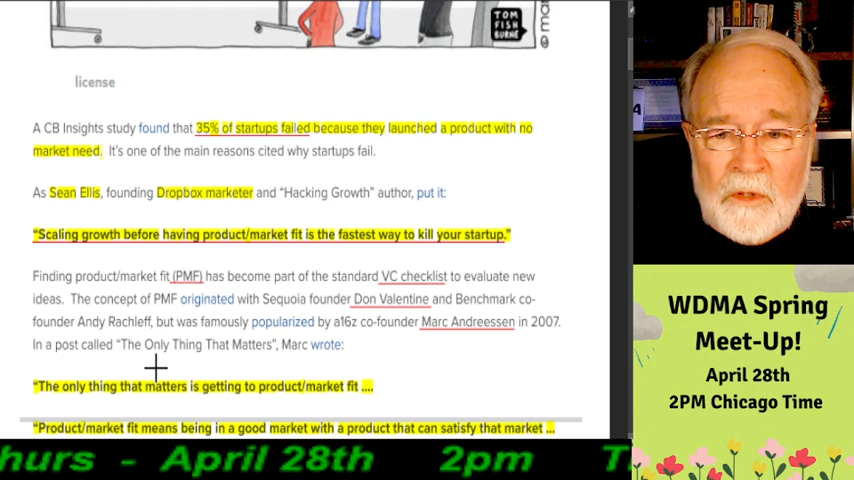 TOM
FISH
BURNE
license
A CB Insights study found that 35% of startups failed because they launched a product with no
market need. It's one of the main reasons cited why startups fail.
As Sean Ellis, founding Dropbox marketer and “Hacking Growth” author, put it:
“Scaling growth before having product/market fit is the fastest way to kill your startup.”
Finding product/market fit (PMF) has become part of the standard VC checklist to evaluate new
ideas. The concept of PMF originated with Sequoia founder Don Valentine and Benchmark co-
founder Andy Rachleff, but was famously popularized by a16z co-founder Marc Andreessen in 2007.
In a post called “The Only Thing That Matters”, Marc wrote:
“The only thing that matters is getting to product/market fit ....
“Product/market fit means being in a good market with a product that can satisfy that market ...
WDMA Spring
Meet-Up!
April 28th
2PM Chicago Time
hurs - April 28th 2pm T